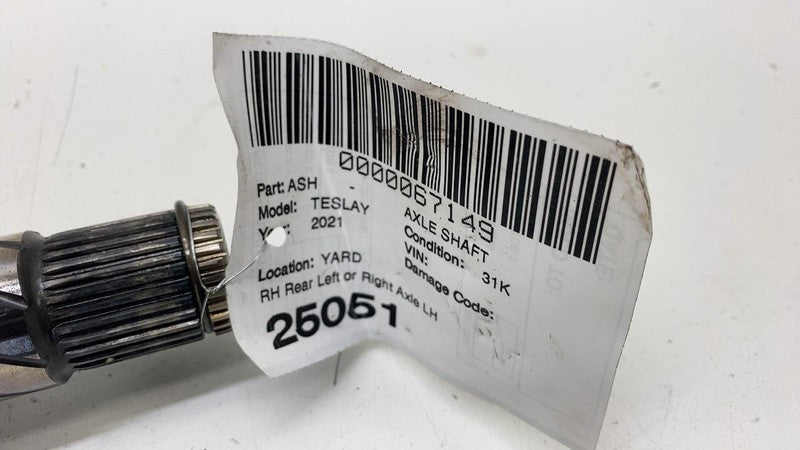 0000067149
Part: ASH -
AXLE SHAFT
Model: TESLAY
Condition: 31K
Year: 2021
VIN:
Damage Code:
Location: YARD
RH Rear Left or Right Axle LH
25051